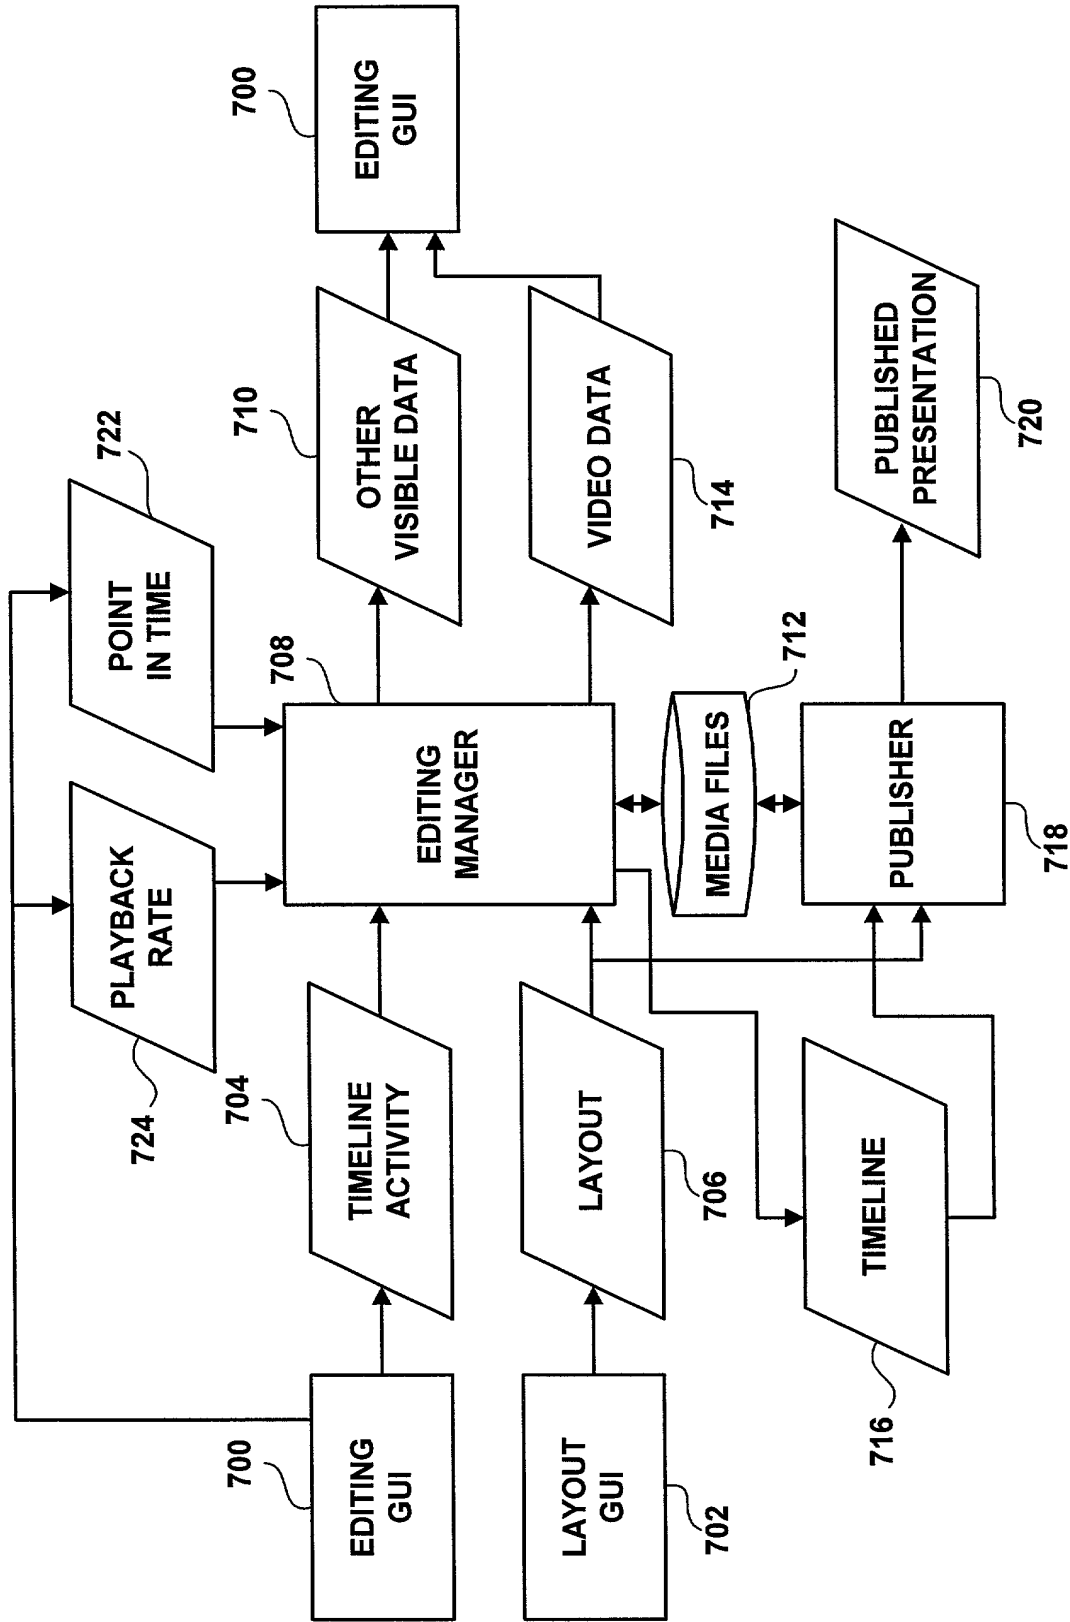 722
724
PLAYBACK
RATE
POINT
IN TIME
700
704
708
710
700
EDITING
GUI
TIMELINE
ACTIVITY
EDITING
MANAGER
OTHER
VISIBLE DATA
EDITING
GUI
LAYOUT
GUI
LAYOUT
VIDEO DATA
702
706
MEDIA FILES
712
714
716
TIMELINE
PUBLISHER
718
PUBLISHED
PRESENTATION
720